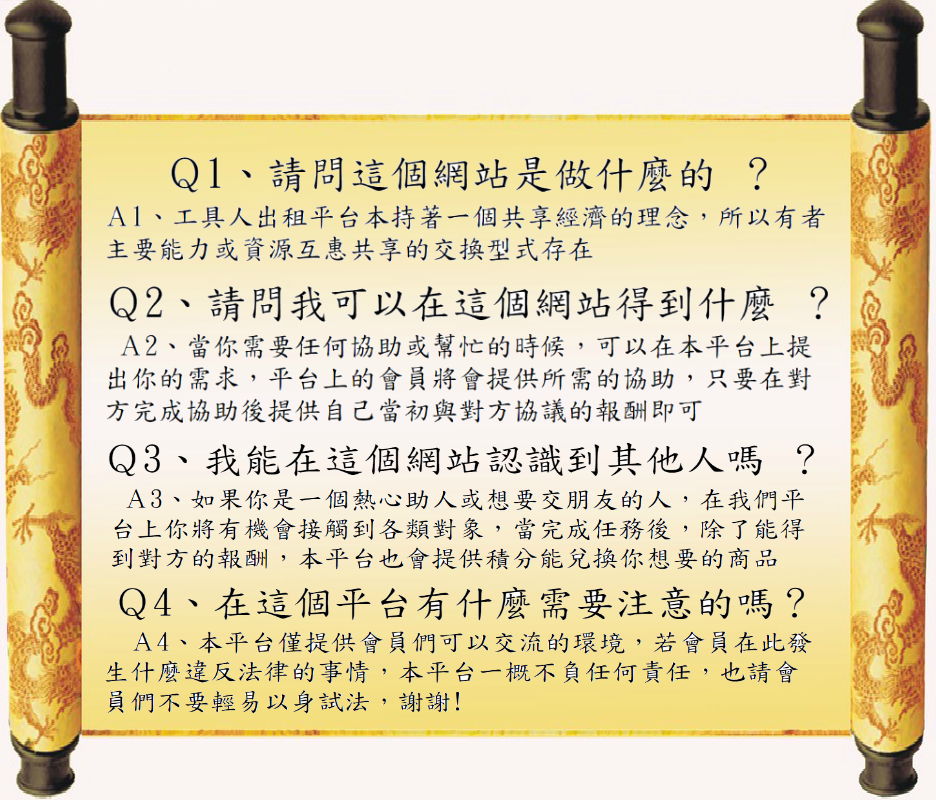 Q1、請問這個網站是做什麼的 ？
A1、工具人出租平台本持著一個共享經濟的理念，所以有者
主要能力或資源互惠共享的交換型式存在
Q2、請問我可以在這個網站得到什麼 ？
A2、當你需要任何協助或幫忙的時候，可以在本平台上提
出你的需求，平台上的會員將會提供所需的協助，只要在對
方完成協助後提供自己當初與對方協議的報酬即可
Q3、我能在這個網站認識到其他人嗎 ？
A3、如果你是一個熱心助人或想要交朋友的人，在我們平
台上你將有機會接觸到各類對象，當完成任務後，除了能得
到對方的報酬，本平台也會提供積分能兌換你想要的商品
Q4、在這個平台有什麼需要注意的嗎？
A4、本平台僅提供會員們可以交流的環境，若會員在此發
生什麼違反法律的事情，本平台一概不負任何責任，也請會
員們不要輕易以身試法，謝謝!